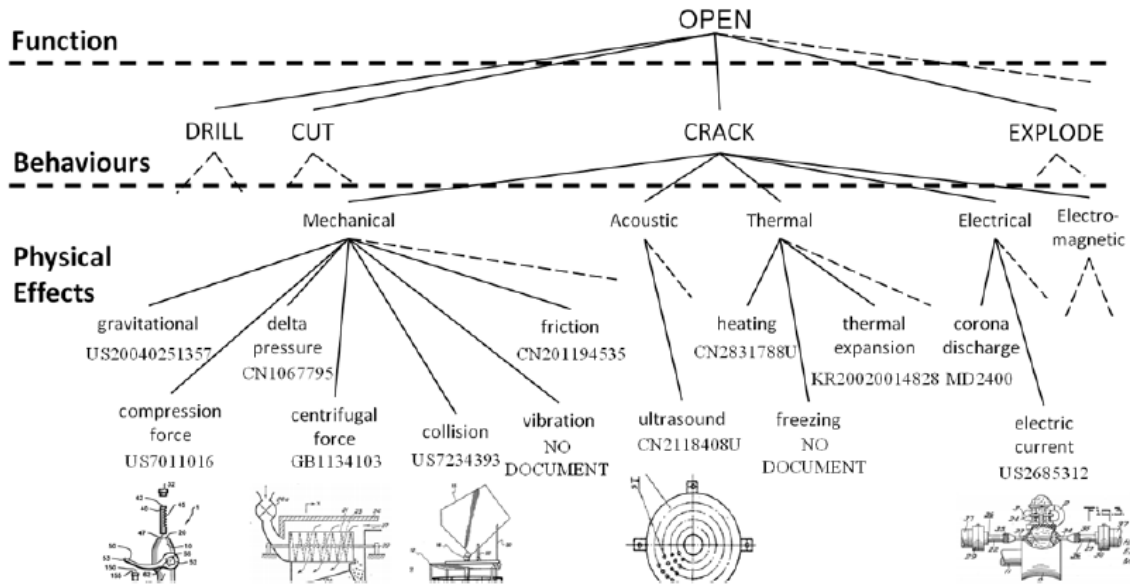 OPEN
Function
DRILL
CUT
CRACK
EXPLODE
Behaviours
Mechanical
Acoustic
Thermal
Electrical
Electro-
magnetic
Physical
Effects
gravitational
US20040251357
delta
pressure
CN1067795
friction
CN201194535
heating
CN2831788U
thermal
expansion
KR20020014828
corona
discharge
MD2400
compression
force
US7011016
centrifugal
force
GB1134103
collision
US7234393
vibration
NO
DOCUMENT
ultrasound
CN2118408U
freezing
NO
DOCUMENT
electric
current
US2685312